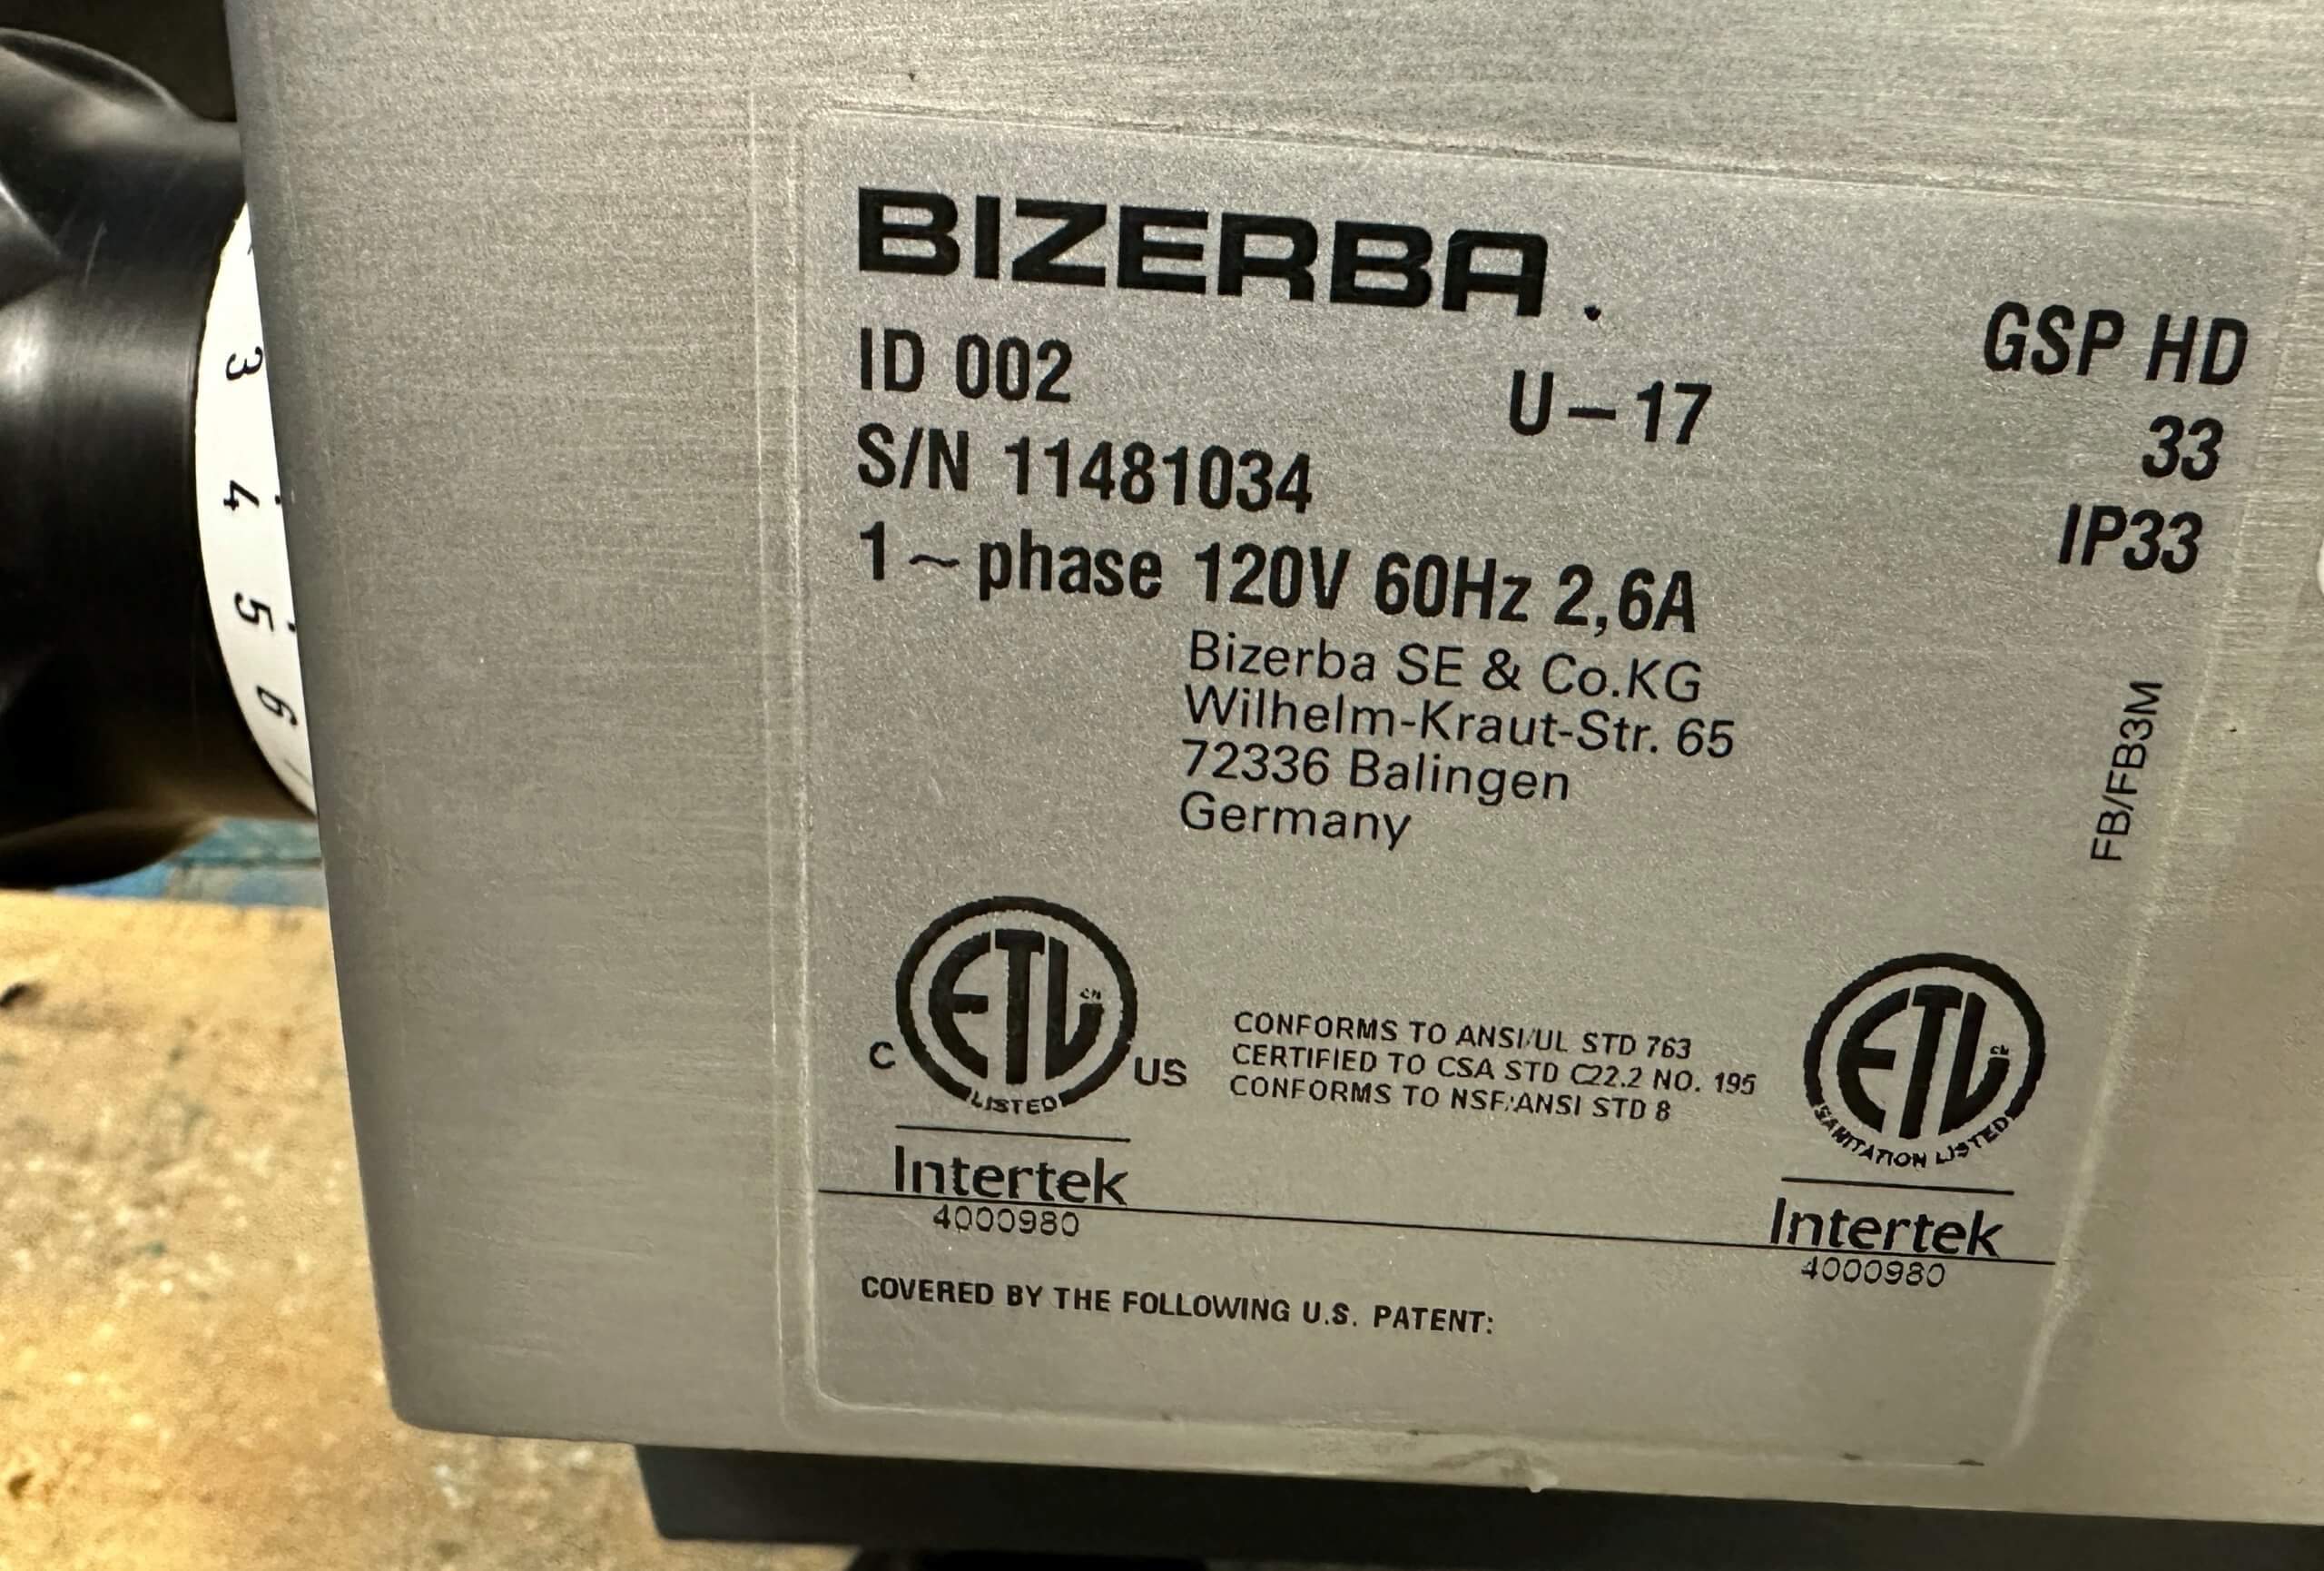 BIZERBA.
GSP HD
ID 002 U-17 33
S/N 11481034 IP33
1~phase 120V 60Hz 2,6A
Bizerba SE & Co.KG
Wilhelm-Kraut-Str. 65
72336 Balingen
Germany
FB/FB3M
ETL CM
C US
LISTED
Intertek
4000980
CONFORMS TO ANSI/UL STD 763
CERTIFIED TO CSA STD C22.2 NO. 195
CONFORMS TO NSF/ANSI STD 8
ETL CM
SANITATION LISTED
Intertek
4000980
COVERED BY THE FOLLOWING U.S. PATENT:
3
4
5
6